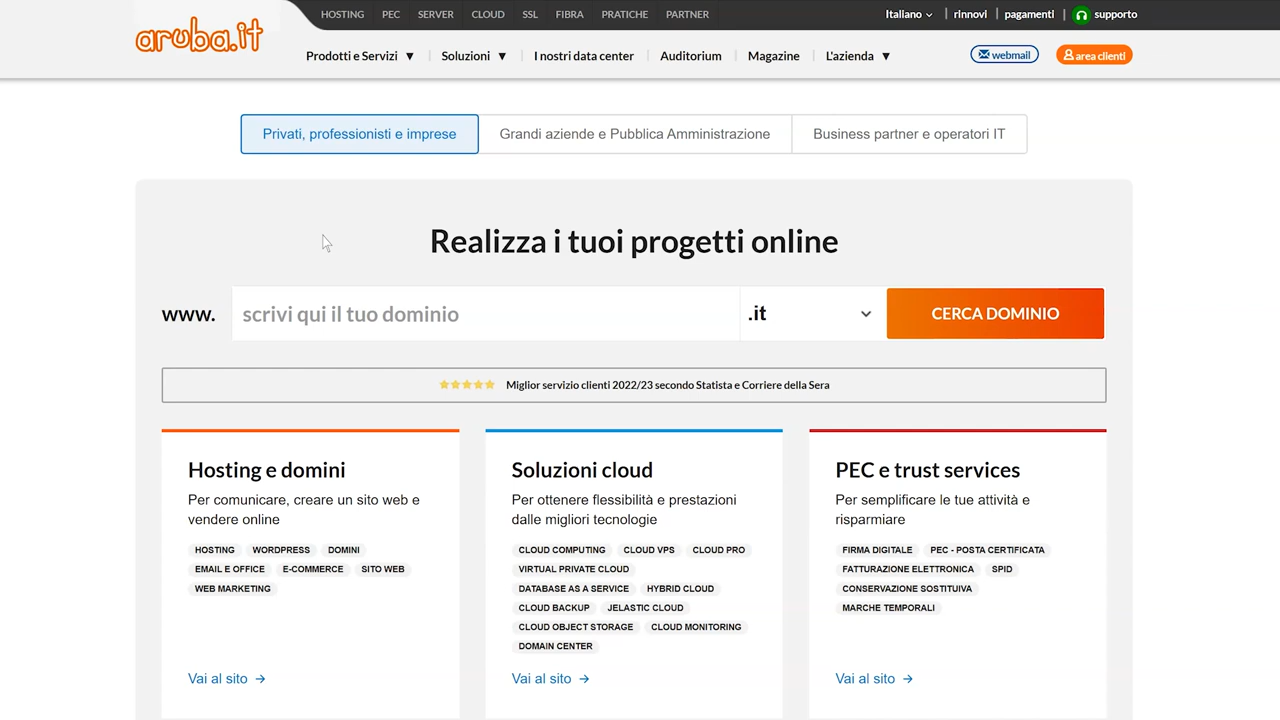 aruba.it
HOSTING PEC SERVER CLOUD SSL FIBRA PRATICHE PARTNER
Italiano rinnovi pagamenti supporto
Prodotti e Servizi Soluzioni I nostri data center Auditorium Magazine L'azienda webmail area clienti
Privati, professionisti e imprese Grandi aziende e Pubblica Amministrazione Business partner e operatori IT
Realizza i tuoi progetti online
www. scrivi qui il tuo dominio .it CERCA DOMINIO
Miglior servizio clienti 2022/23 secondo Statista e Corriere della Sera
Hosting e domini
Per comunicare, creare un sito web e
vendere online
HOSTING WORDPRESS DOMINI
EMAIL E OFFICE E-COMMERCE SITO WEB
WEB MARKETING
Vai al sito
Soluzioni cloud
Per ottenere flessibilità e prestazioni
dalle migliori tecnologie
CLOUD COMPUTING CLOUD VPS CLOUD PRO
VIRTUAL PRIVATE CLOUD
DATABASE AS A SERVICE HYBRID CLOUD
CLOUD BACKUP JELASTIC CLOUD
CLOUD OBJECT STORAGE CLOUD MONITORING
DOMAIN CENTER
Vai al sito
PEC e trust services
Per semplificare le tue attività e
risparmiare
FIRMA DIGITALE PEC - POSTA CERTIFICATA
FATTURAZIONE ELETTRONICA SPID
CONSERVAZIONE SOSTITUIVA
MARCHE TEMPORALI
Vai al sito